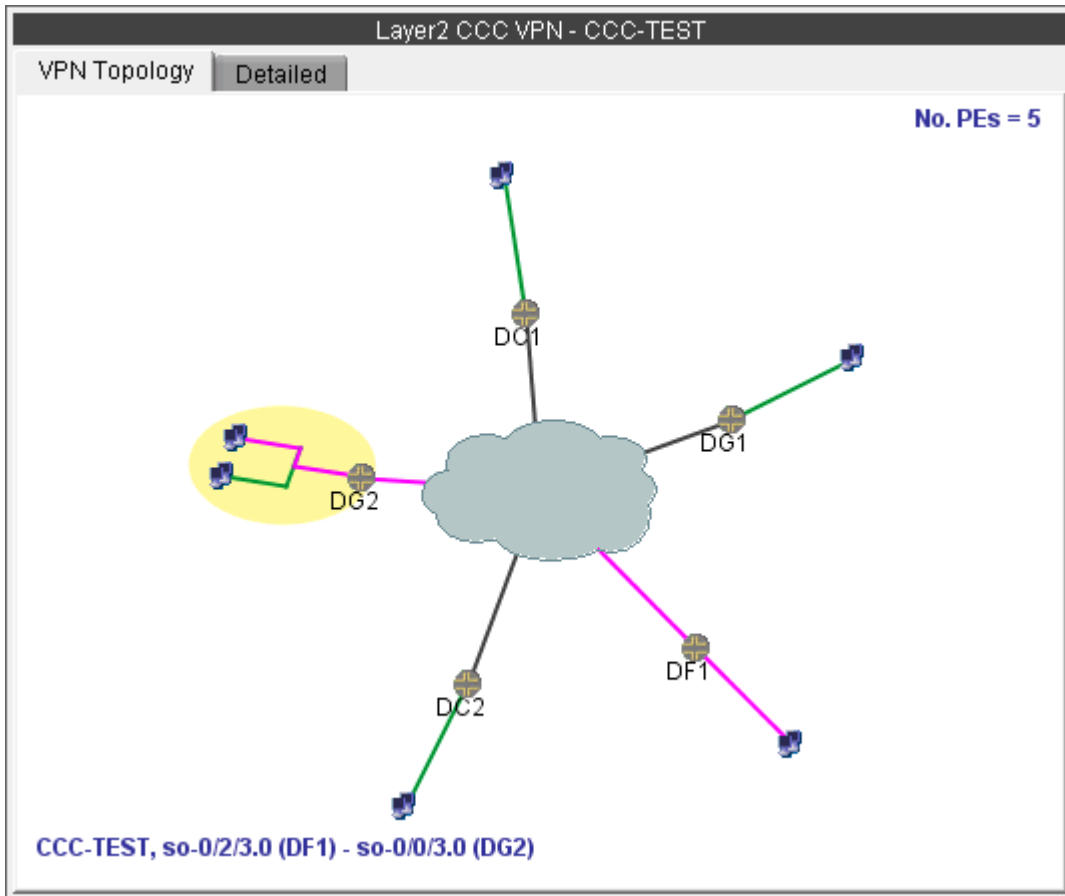 Layer2 CCC VPN - CCC-TEST
VPN Topology
Detailed
No. PEs = 5
DC1
DG1
DG2
DF1
DC2
CCC-TEST, so-0/2/3.0 (DF1) - so-0/0/3.0 (DG2)